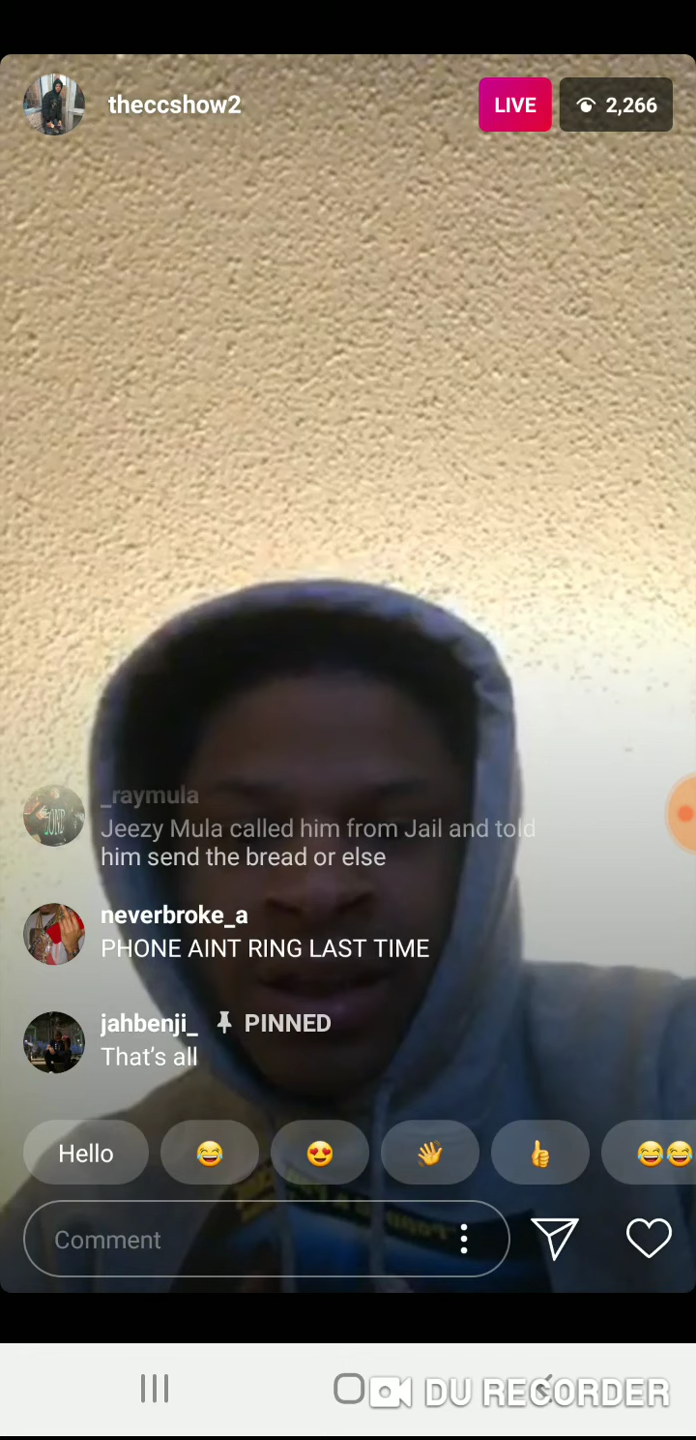 theccshow2
LIVE
2,266
_raymula
Jeezy Mula called him from Jail and told
him send the bread or else
neverbroke_a
PHONE AINT RING LAST TIME
jahbenji_ PINNED
That's all
Hello
Comment
DU RECORDER